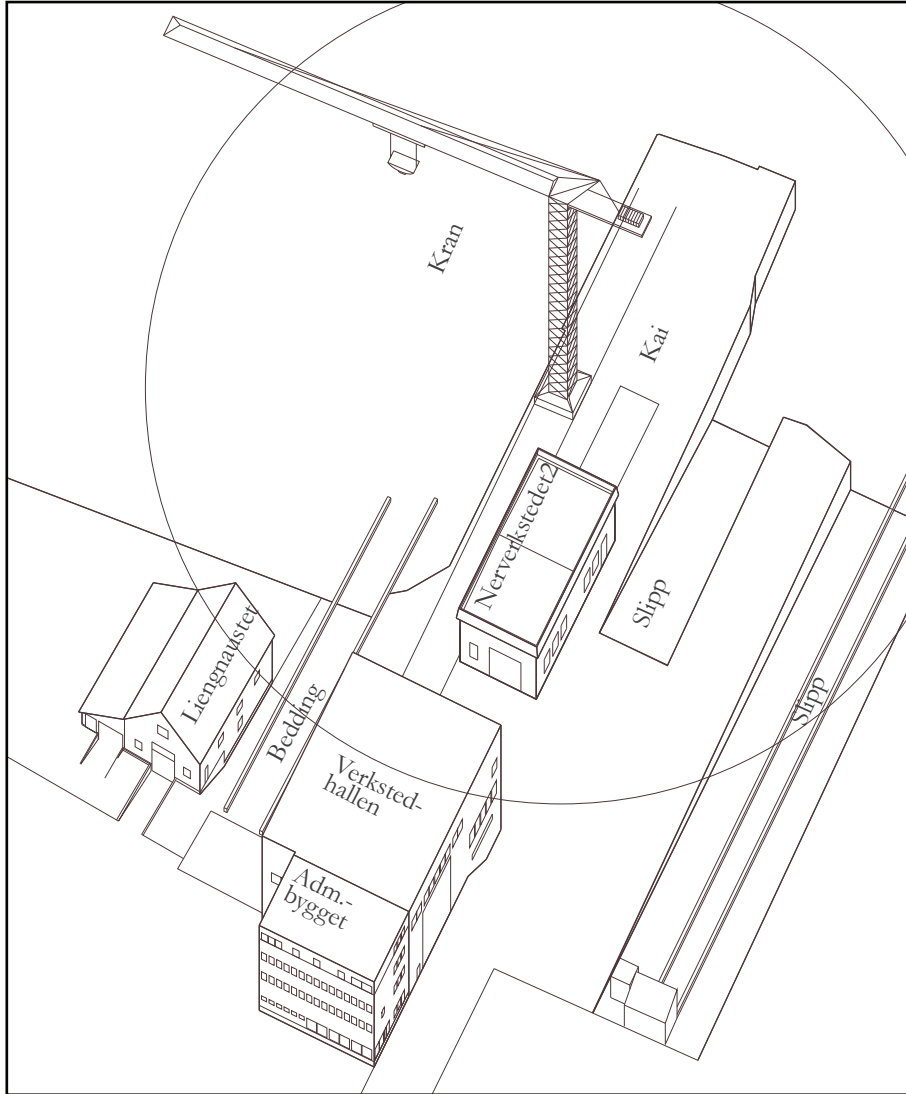 Kran
Kai
Nerverkstedet2
Slipp
Liengnaustet
Bedding
Slipp
Verksted-
hallen
Adm.-
bygget